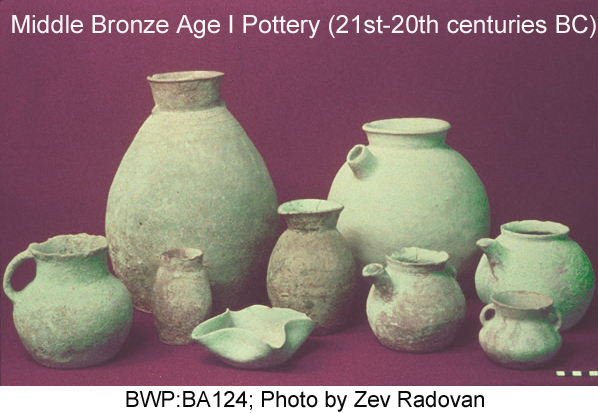 Middle Bronze Age I Pottery (21st-20th centuries BC)
BWP:BA124; Photo by Zev Radovan